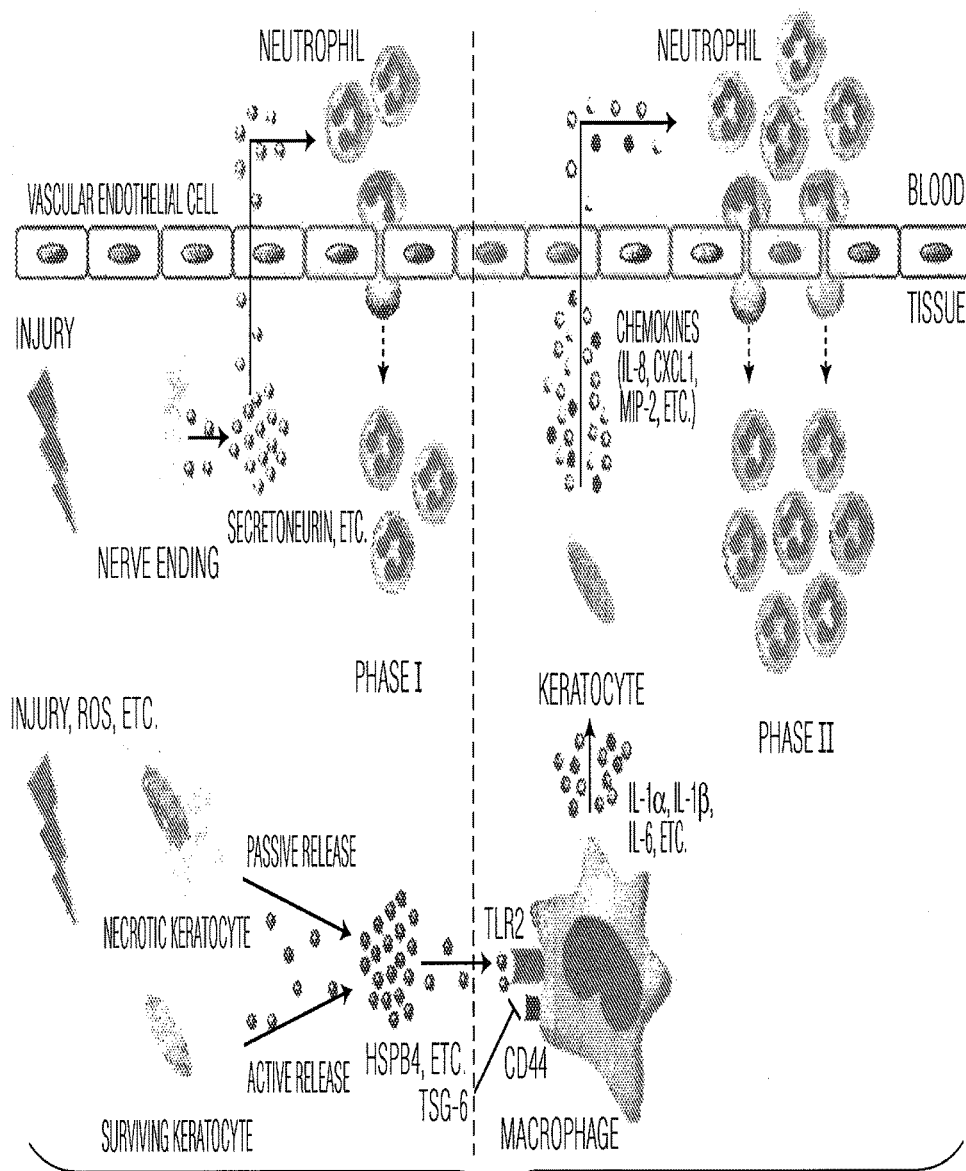 NEUTROPHIL
NEUTROPHIL
VASCULAR ENDOTHELIAL CELL
BLOOD
TISSUE
INJURY
CHEMOKINES
(IL-8, CXCL1,
MIP-2, ETC.)
SECRETONEURIN, ETC.
NERVE ENDING
PHASE I
KERATOCYTE
PHASE II
INJURY, ROS, ETC.
IL-1α, IL-1β,
IL-6, ETC.
PASSIVE RELEASE
NECROTIC KERATOCYTE
TLR2
HSPB4, ETC.
CD44
ACTIVE RELEASE
TSG-6
MACROPHAGE
SURVIVING KERATOCYTE